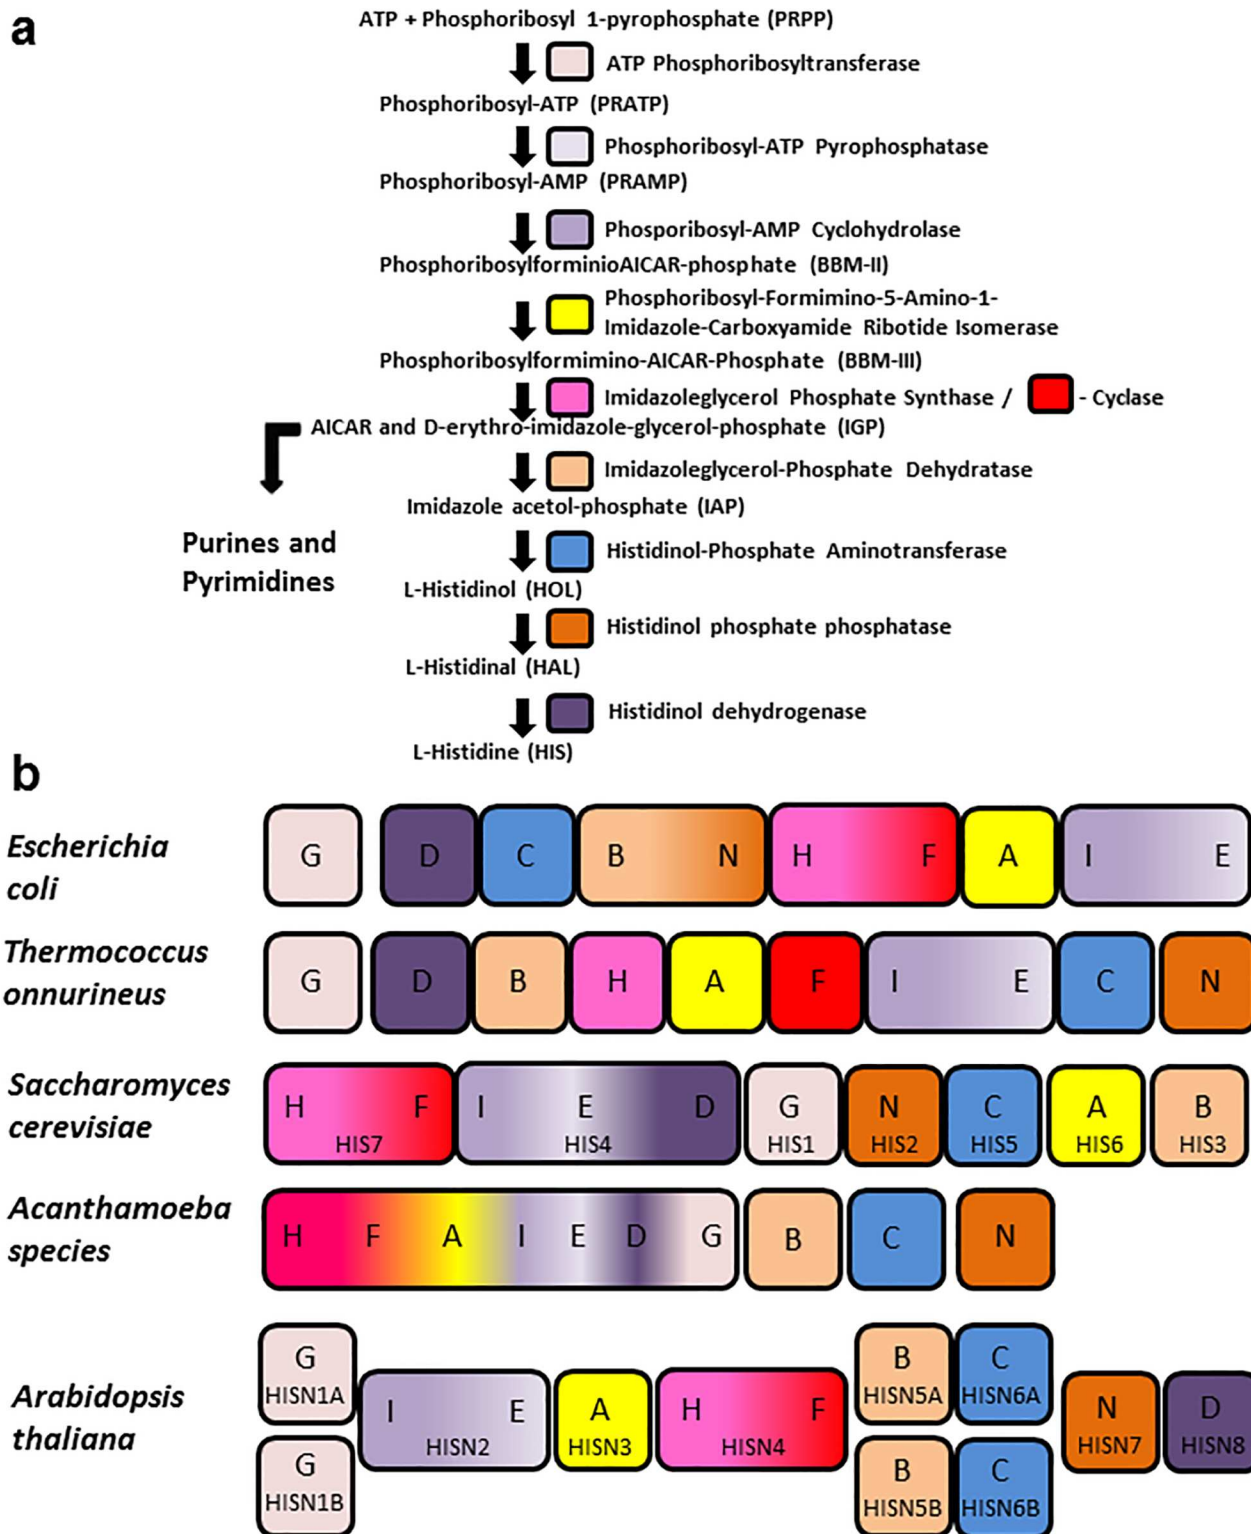 a
ATP + Phosphoribosyl 1-pyrophosphate (PRPP)
ATP Phosphoribosyltransferase
Phosphoribosyl-ATP (PRATP)
Phosphoribosyl-ATP Pyrophosphatase
Phosphoribosyl-AMP (PRAMP)
Phosporibosyl-AMP Cyclohydrolase
PhosphoribosylforminioAICAR-phosphate (BBM-II)
Phosphoribosyl-Formimino-5-Amino-1-
Imidazole-Carboxyamide Ribotide Isomerase
Phosphoribosylformimino-AICAR-Phosphate (BBM-III)
Imidazoleglycerol Phosphate Synthase / - Cyclase
AICAR and D-erythro-imidazole-glycerol-phosphate (IGP)
Imidazoleglycerol-Phosphate Dehydratase
Imidazole acetol-phosphate (IAP)
Purines and
Pyrimidines
Histidinol-Phosphate Aminotransferase
L-Histidinol (HOL)
Histidinol phosphate phosphatase
L-Histidinal (HAL)
Histidinol dehydrogenase
L-Histidine (HIS)
b
Escherichia
coli
G D C B N H F A I E
Thermococcus
onnurineus
G D B H A F I E C N
Saccharomyces
cerevisiae
H F I E D G N C A B
HIS7 HIS4 HIS1 HIS2 HIS5 HIS6 HIS3
Acanthamoeba
species
H F A I E D G B C N
Arabidopsis
thaliana
G B C
HISN1A HISN5A HISN6A
I E A H F N D
HISN2 HISN3 HISN4 HISN7 HISN8
G B C
HISN1B HISN5B HISN6B